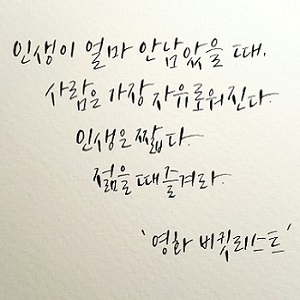 인생이 얼마 안남았을 때,
사람은 가장 자유로워진다.
인생은 짧다.
젊을때즐겨라.
'영화 버킷리스트'